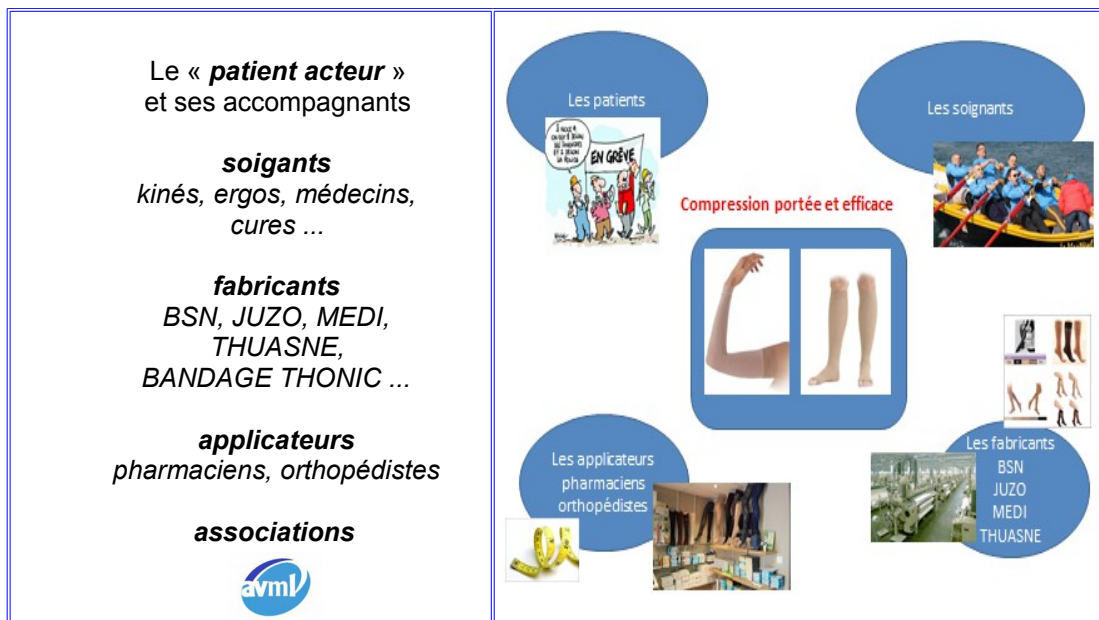 Le « patient acteur »
et ses accompagnants
soigants
kinés, ergos, médecins,
cures ...
fabricants
BSN, JUZO, MEDI,
THUASNE,
BANDAGE THONIC ...
applicateurs
pharmaciens, orthopédistes
associations
avml
Les patients
EN GRÈVE
Les soignants
Compression portée et efficace
Les applicateurs
pharmaciens
orthopédistes
Les fabricants
BSN
JUZO
MEDI
THUASNE